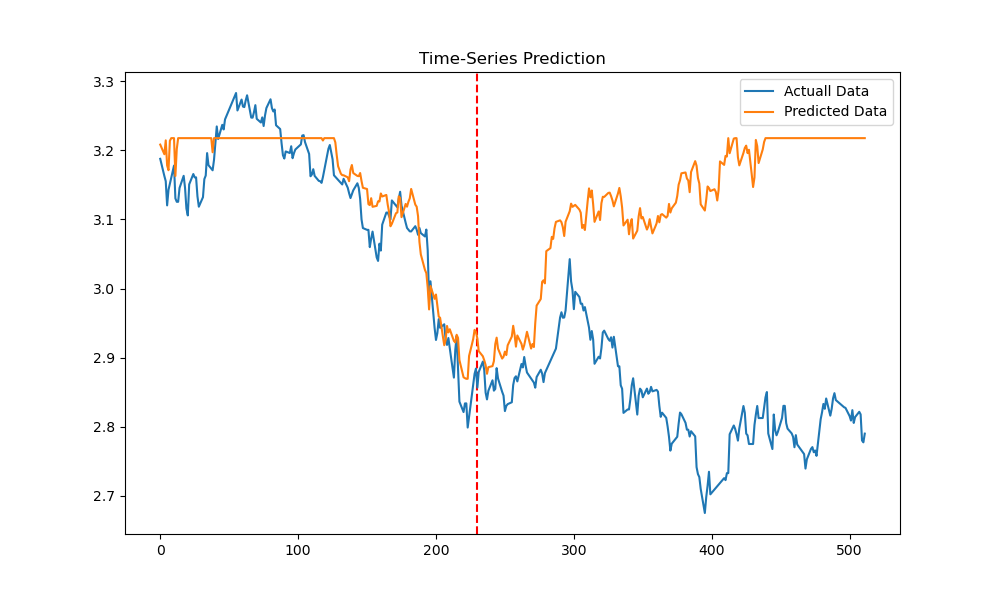 Time-Series Prediction
Actuall Data
Predicted Data
3.3
3.2
3.1
3.0
2.9
2.8
2.7
0 100 200 300 400 500